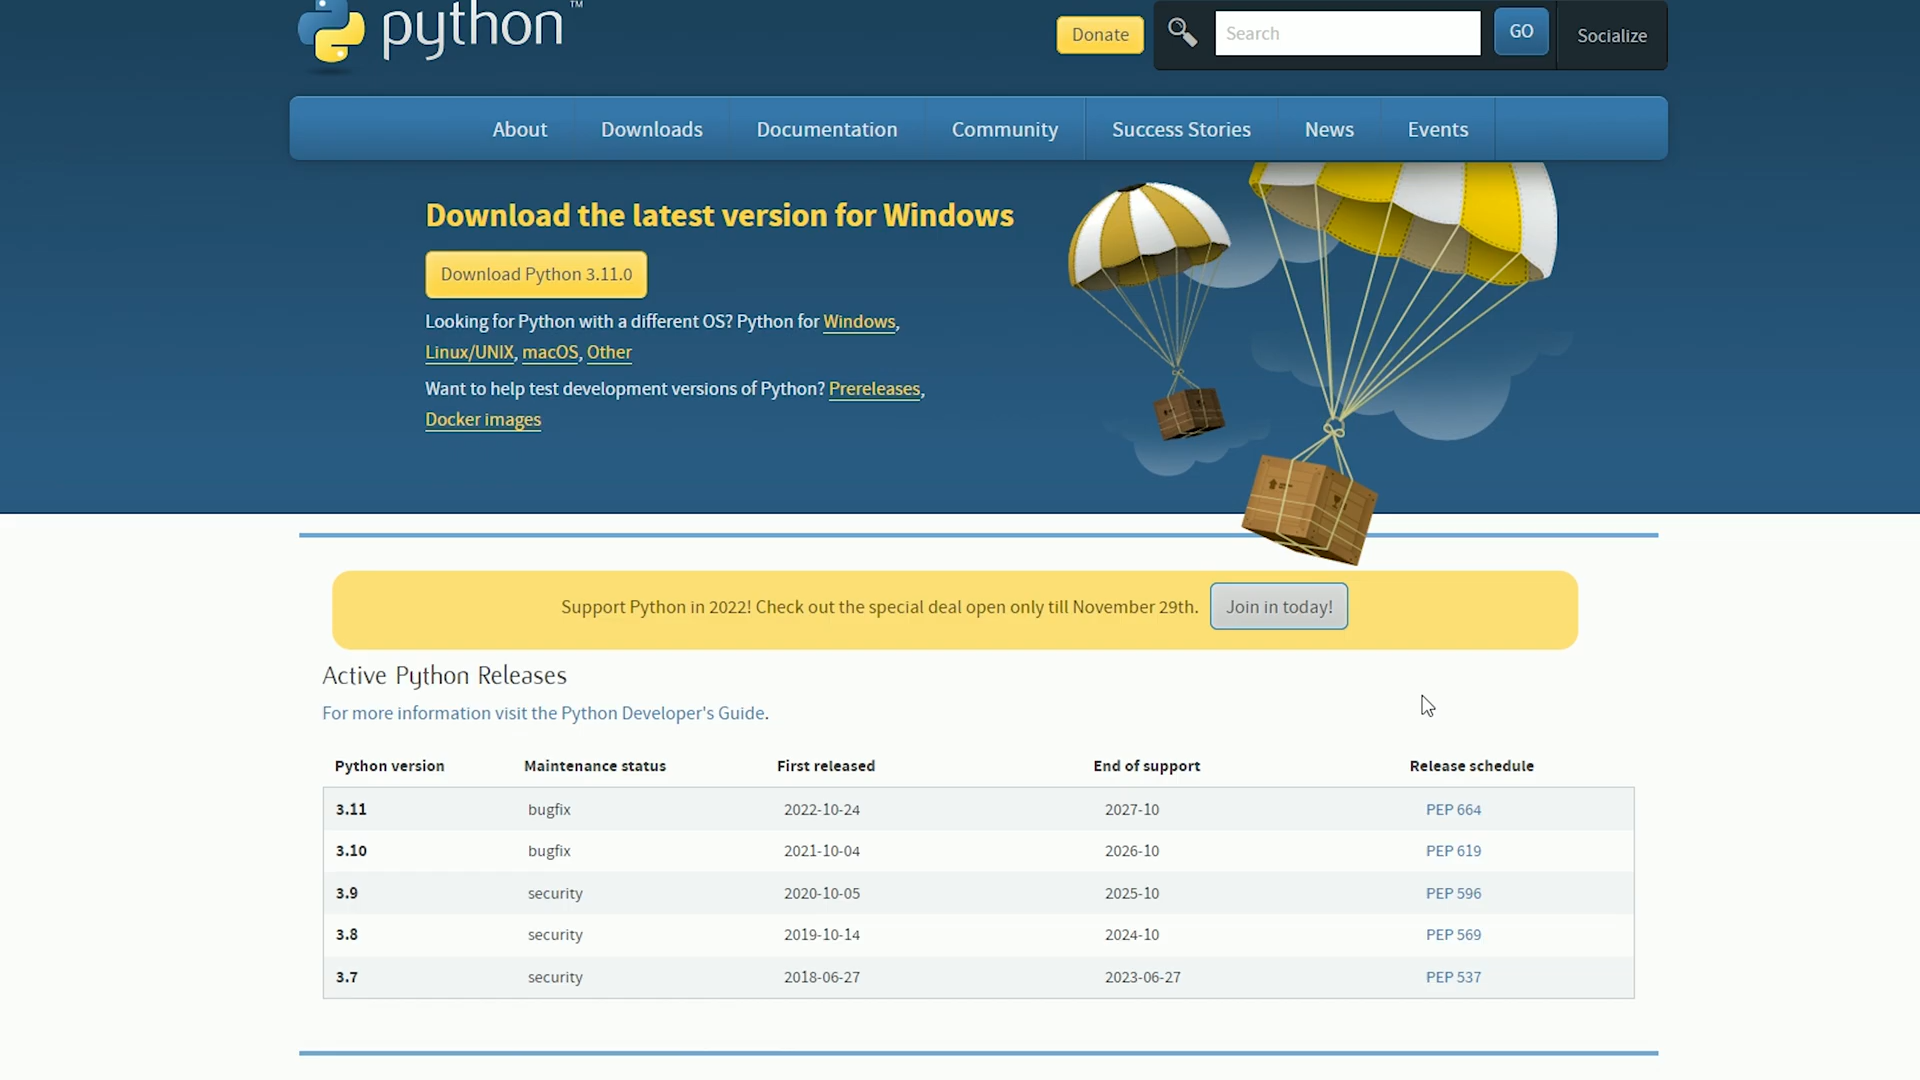 python™
Donate
Search
GO
Socialize
About
Downloads
Documentation
Community
Success Stories
News
Events
Download the latest version for Windows
Download Python 3.11.0
Looking for Python with a different OS? Python for Windows,
Linux/UNIX, macOS, Other
Want to help test development versions of Python? Prereleases,
Docker images
Support Python in 2022! Check out the special deal open only till November 29th. Join in today!
Active Python Releases
For more information visit the Python Developer's Guide.
Python version Maintenance status First released End of support Release schedule
3.11 bugfix 2022-10-24 2027-10 PEP 664
3.10 bugfix 2021-10-04 2026-10 PEP 619
3.9 security 2020-10-05 2025-10 PEP 596
3.8 security 2019-10-14 2024-10 PEP 569
3.7 security 2018-06-27 2023-06-27 PEP 537